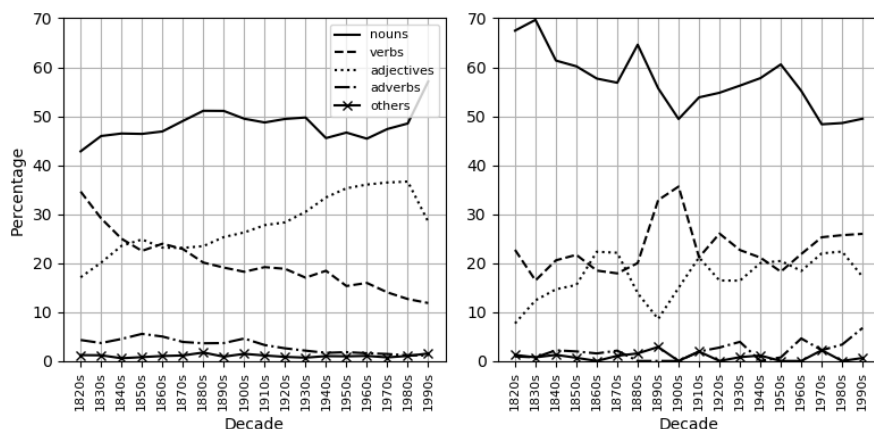 70
60
50
40
30
20
10
0
Percentage
nouns
verbs
adjectives
adverbs
others
1820s
1830s
1840s
1850s
1860s
1870s
1880s
1890s
1900s
1910s
1920s
1930s
1940s
1950s
1960s
1970s
1980s
1990s
Decade
70
60
50
40
30
20
10
0
1820s
1830s
1840s
1850s
1860s
1870s
1880s
1890s
1900s
1910s
1920s
1930s
1940s
1950s
1960s
1970s
1980s
1990s
Decade